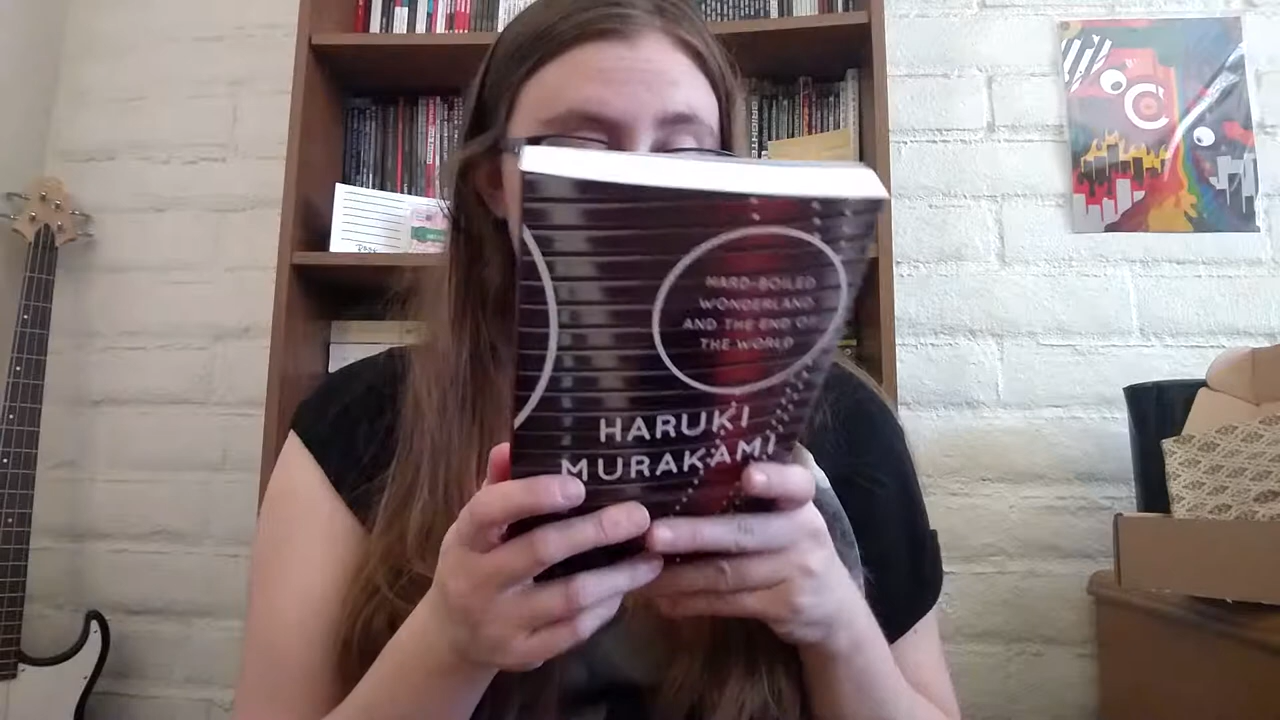 HARD-BOILED
WONDERLAND
AND THE END OF
THE WORLD
HARUKI
MURAKAMI